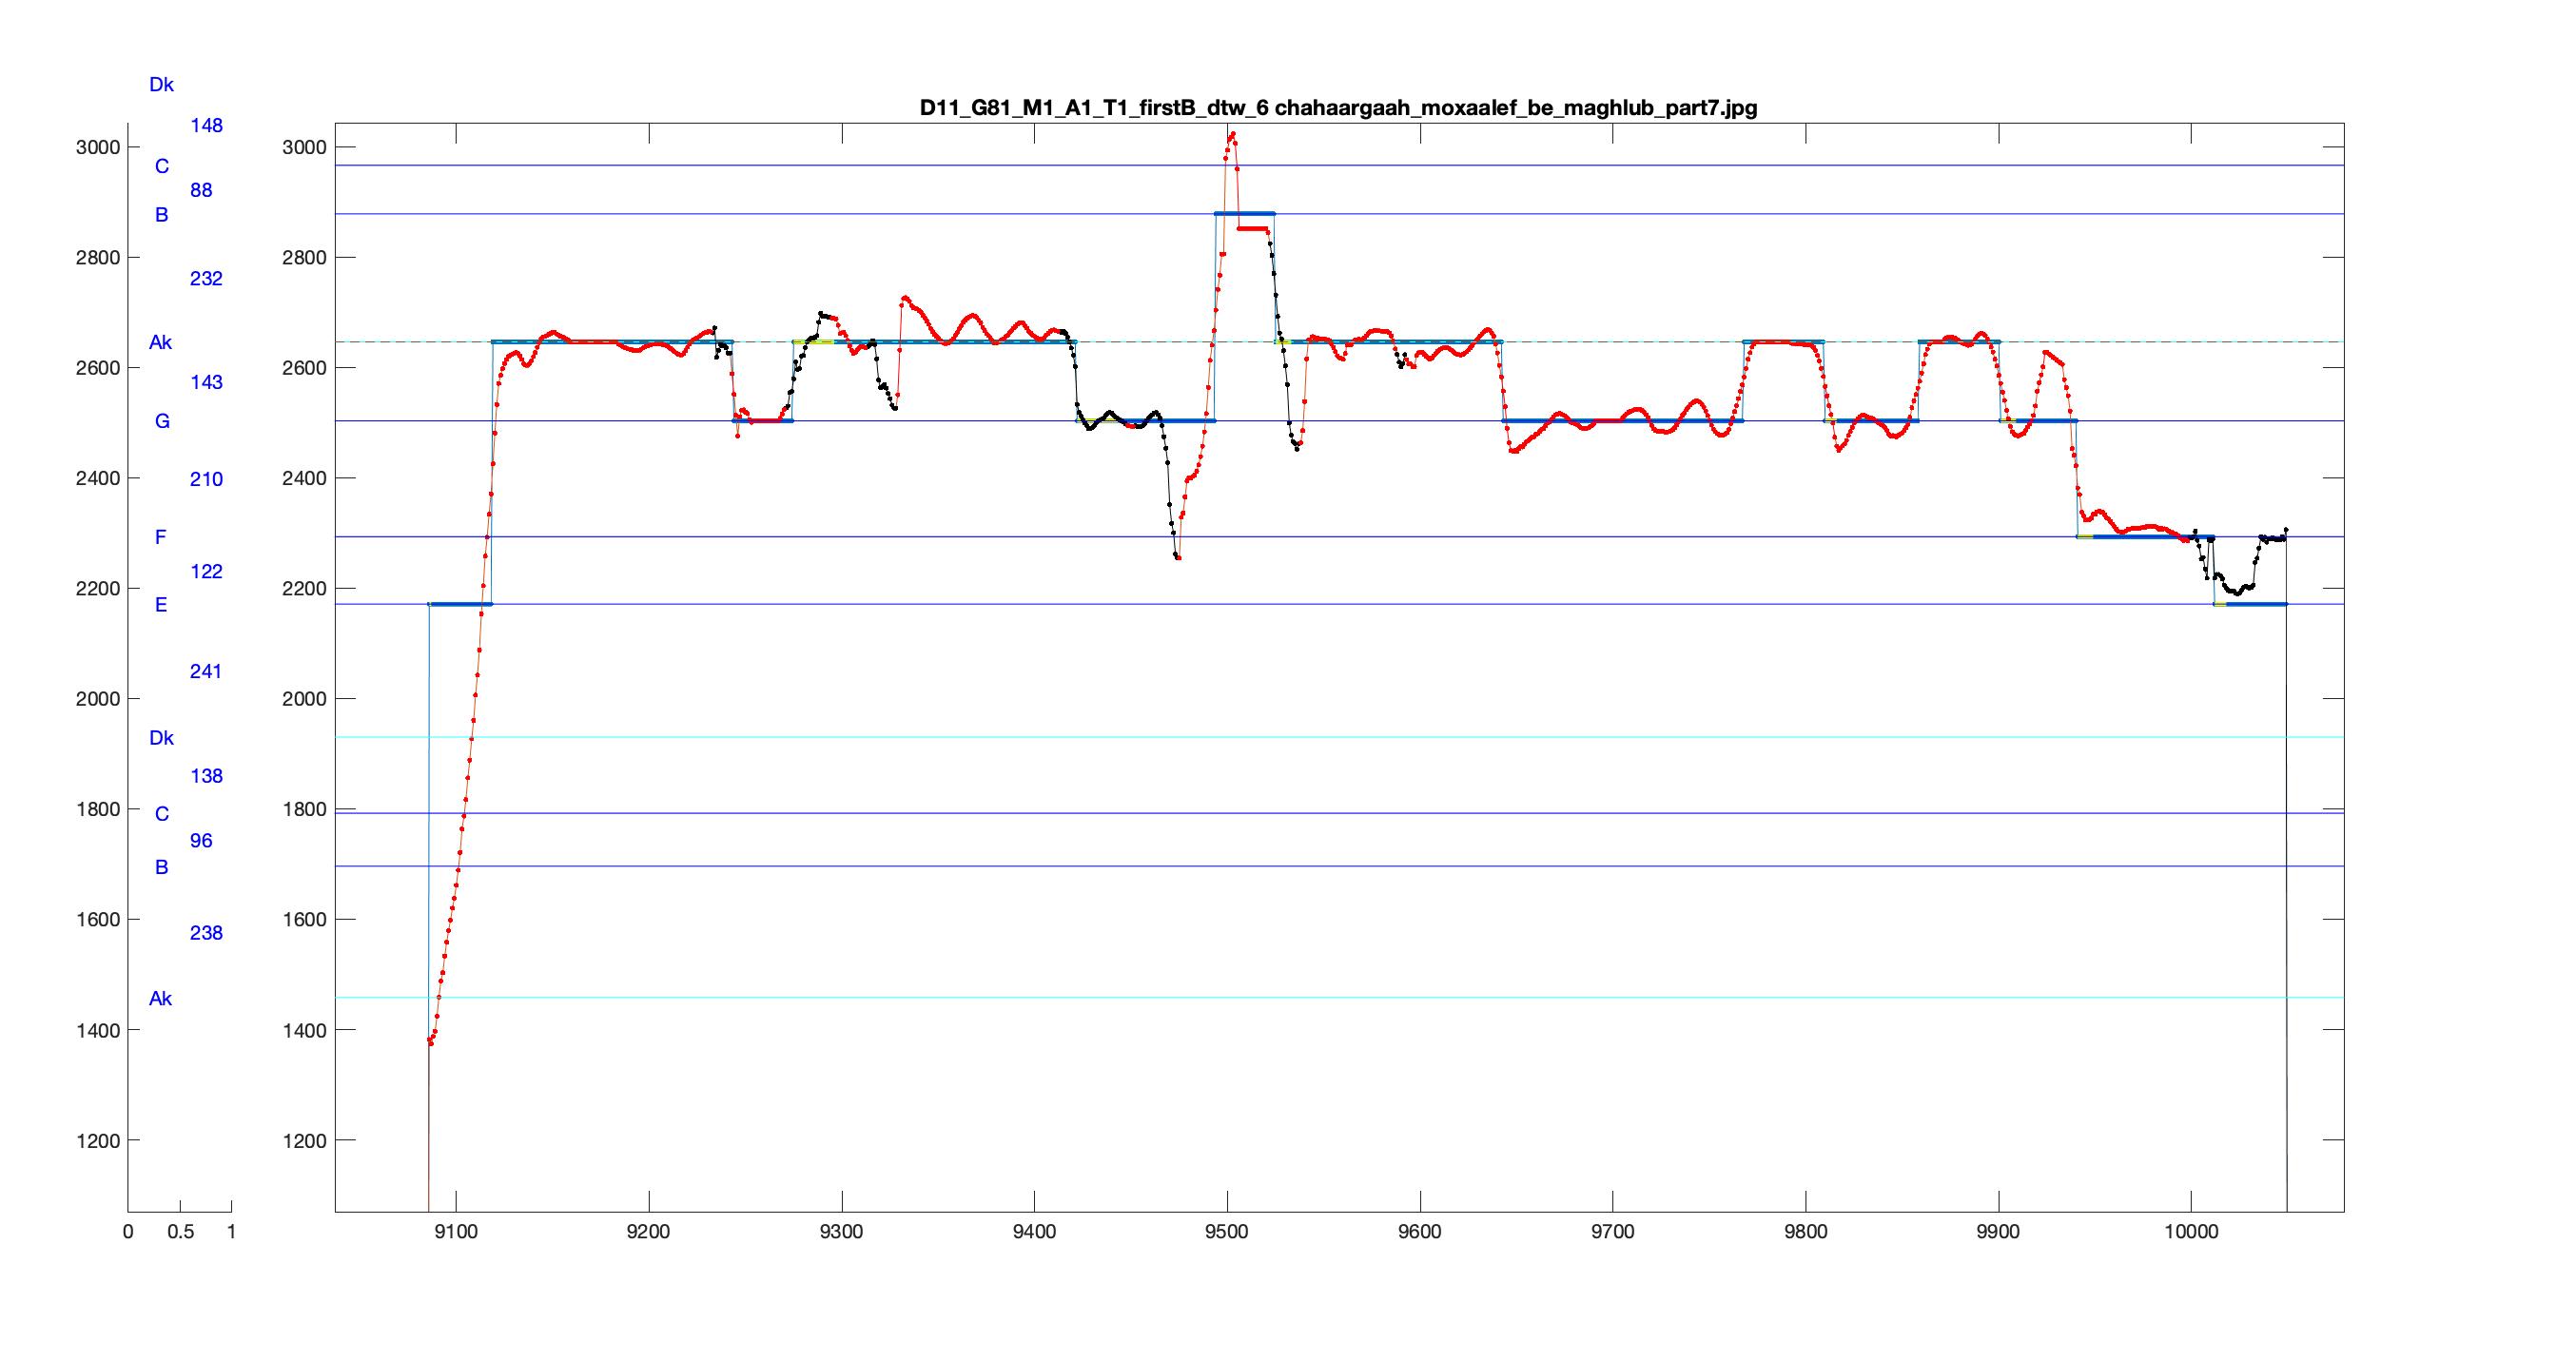 D11_G81_M1_A1_T1_firstB_dtw_6 chahaargaah_moxaalef_be_maghlub_part7.jpg
Dk
148
3000 3000
C
88
B
2800 2800
232
Ak
2600 2600
143
G
2400 210 2400
F
122
2200 2200
E
241
2000 2000
Dk
138
1800 C 1800
96
B
1600 1600
238
Ak
1400 1400
1200 1200
0 0.5 1 9100 9200 9300 9400 9500 9600 9700 9800 9900 10000